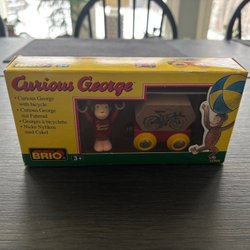 Curious George
• Curious George
with bicycle
• Curious George
mit Fahrrad
• Georges à bicyclette
• Nicke Nyfiken
med Cykel
BRIO
3+